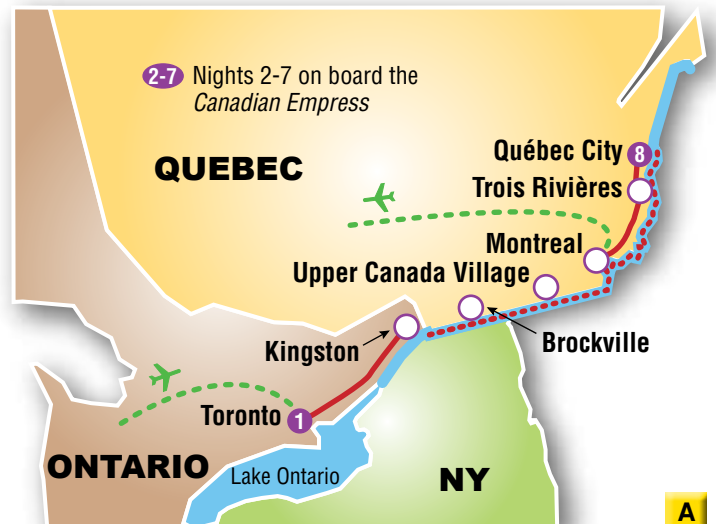 2-7 Nights 2-7 on board the
Canadian Empress
QUEBEC
Québec City 8
Trois Rivières
Montreal
Upper Canada Village
Kingston
Brockville
Toronto 1
ONTARIO
Lake Ontario
NY
A